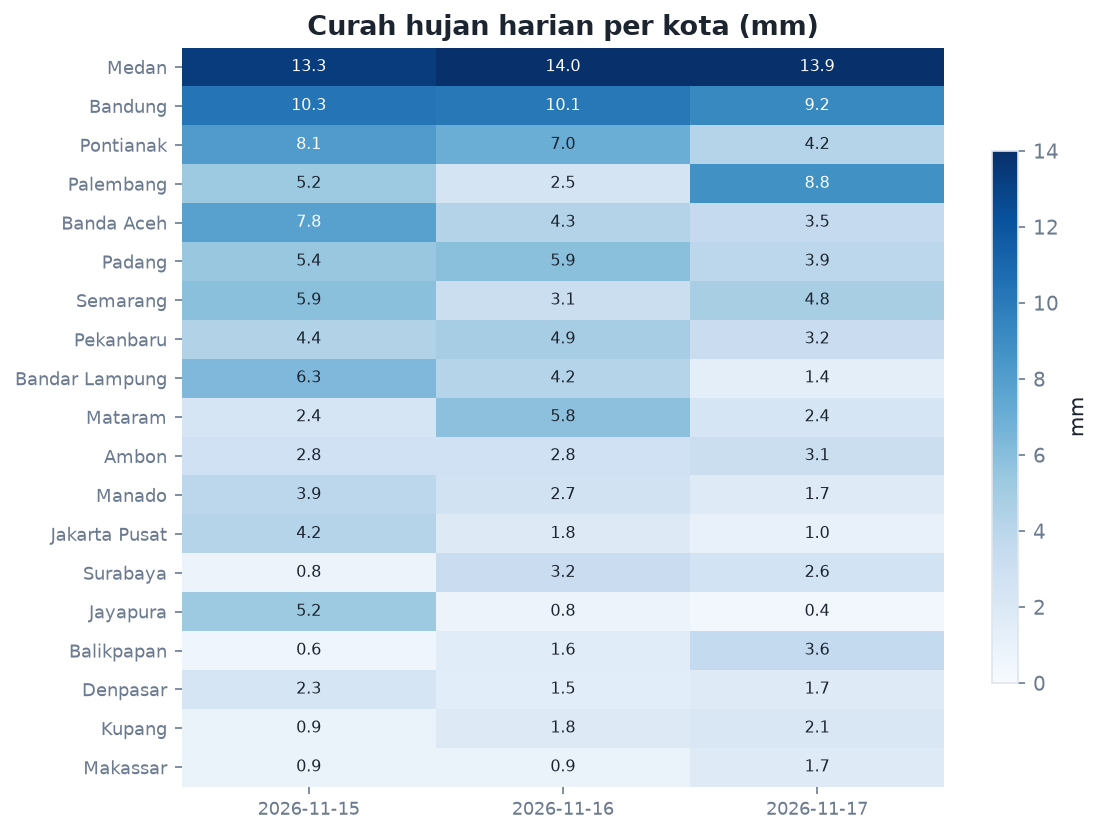 Curah hujan harian per kota (mm)
Medan 13.3 14.0 13.9
Bandung 10.3 10.1 9.2
Pontianak 8.1 7.0 4.2
Palembang 5.2 2.5 8.8
Banda Aceh 7.8 4.3 3.5
Padang 5.4 5.9 3.9
Semarang 5.9 3.1 4.8
Pekanbaru 4.4 4.9 3.2
Bandar Lampung 6.3 4.2 1.4
Mataram 2.4 5.8 2.4
Ambon 2.8 2.8 3.1
Manado 3.9 2.7 1.7
Jakarta Pusat 4.2 1.8 1.0
Surabaya 0.8 3.2 2.6
Jayapura 5.2 0.8 0.4
Balikpapan 0.6 1.6 3.6
Denpasar 2.3 1.5 1.7
Kupang 0.9 1.8 2.1
Makassar 0.9 0.9 1.7
2026-11-15 2026-11-16 2026-11-17
14
12
10
8
6
4
2
0
mm